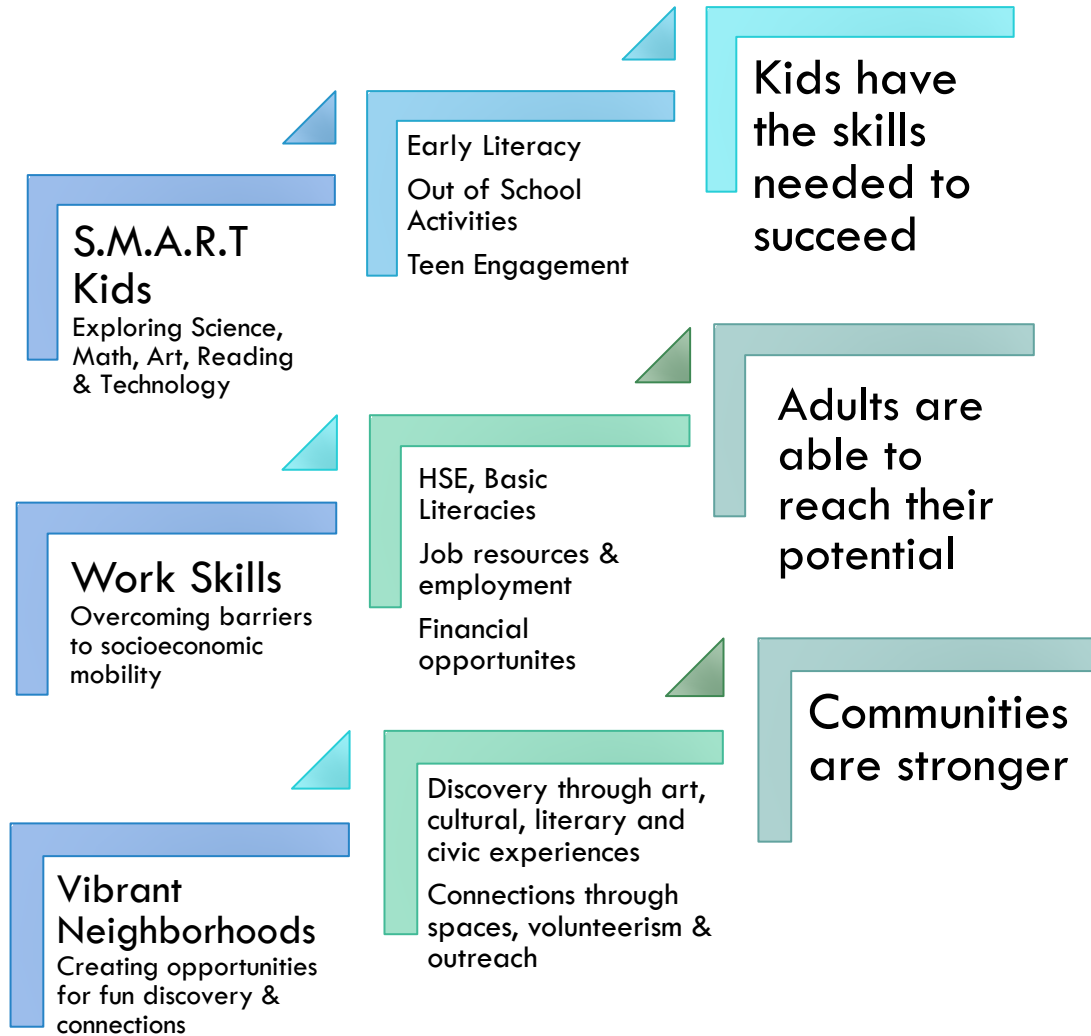 S.M.A.R.T
Kids
Exploring Science,
Math, Art, Reading
& Technology
Early Literacy
Out of School
Activities
Teen Engagement
Kids have
the skills
needed to
succeed
Work Skills
Overcoming barriers
to socioeconomic
mobility
HSE, Basic
Literacies
Job resources &
employment
Financial
opportunites
Adults are
able to
reach their
potential
Vibrant
Neighborhoods
Creating opportunities
for fun discovery &
connections
Discovery through art,
cultural, literary and
civic experiences
Connections through
spaces, volunteerism &
outreach
Communities
are stronger